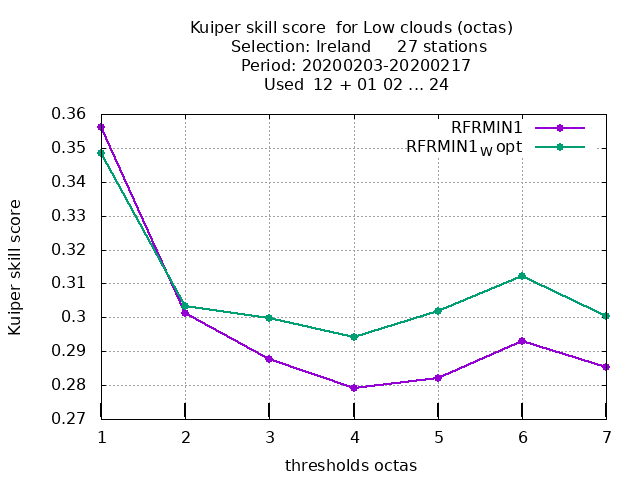 Kuiper skill score  for Low clouds (octas)
Selection: Ireland     27 stations
Period: 20200203-20200217
Used  12 + 01 02 ... 24
RFRMIN1
RFRMIN1W opt
0.36
0.35
0.34
0.33
0.32
0.31
0.3
0.29
0.28
0.27
Kuiper skill score
1 2 3 4 5 6 7
thresholds octas